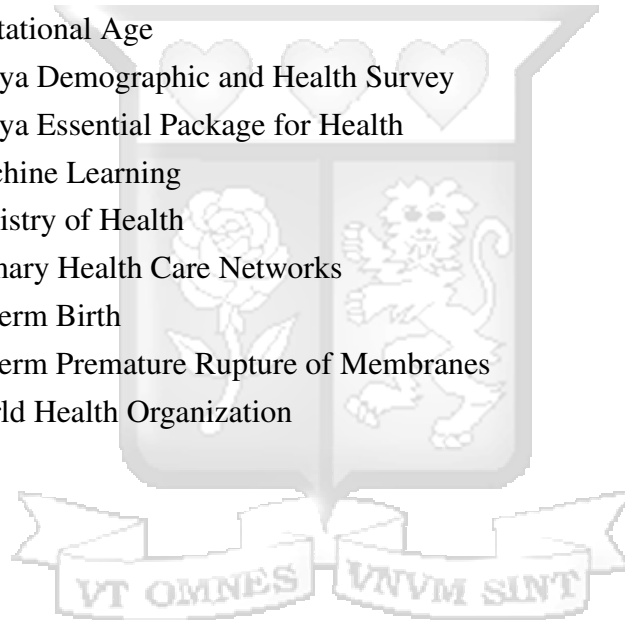 tational Age
ya Demographic and Health Survey
ya Essential Package for Health
chine Learning
istry of Health
nary Health Care Networks
erm Birth
erm Premature Rupture of Membranes
rld Health Organization
VT OMNES VNVM SINT